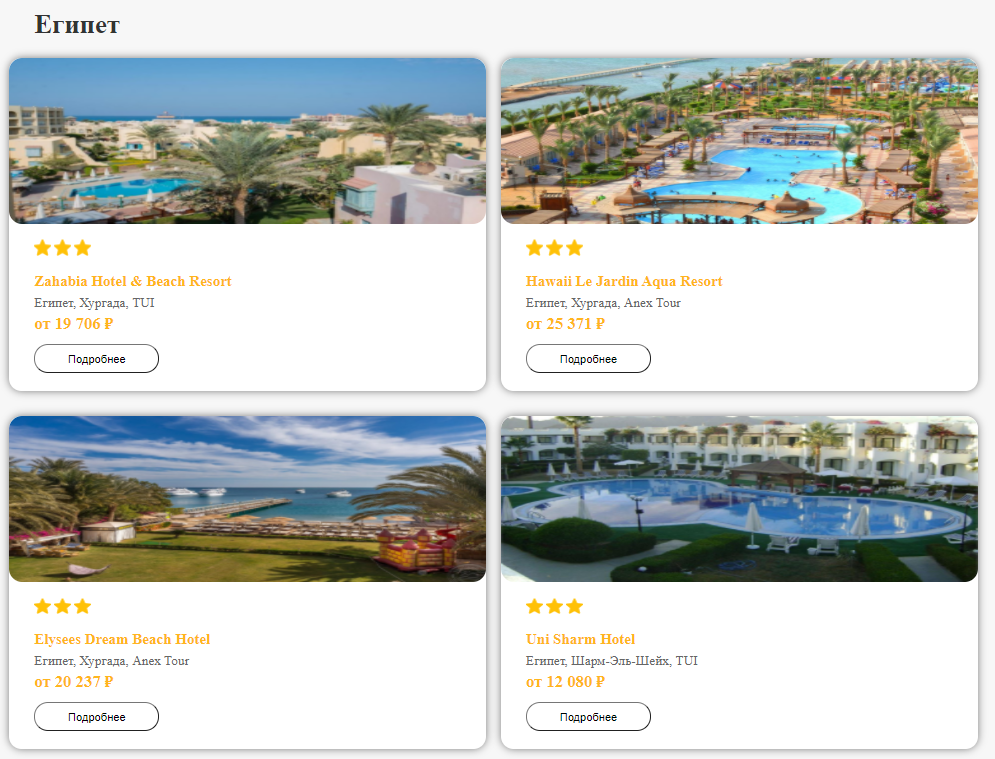 Египет
Zahabia Hotel & Beach Resort
Египет, Хургада, TUI
от 19 706 ₽
Подробнее
Hawaii Le Jardin Aqua Resort
Египет, Хургада, Anex Tour
от 25 371 ₽
Подробнее
Elysees Dream Beach Hotel
Египет, Хургада, Anex Tour
от 20 237 ₽
Подробнее
Uni Sharm Hotel
Египет, Шарм-Эль-Шейх, TUI
от 12 080 ₽
Подробнее